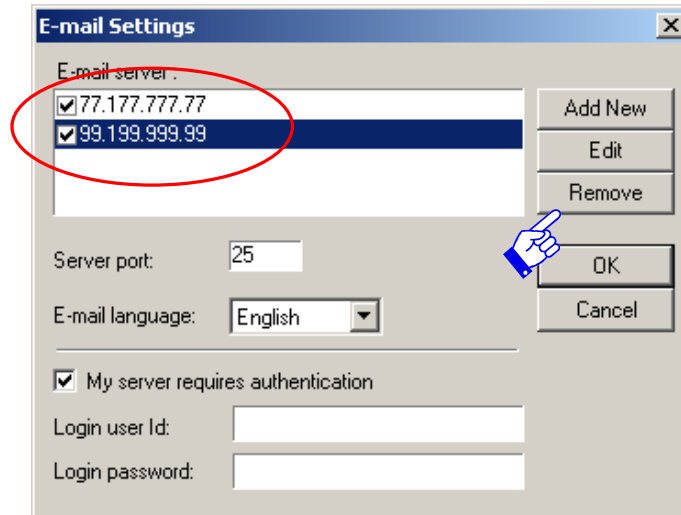 E-mail Settings
E-mail server :
77.177.777.77
99.199.999.99
Add New
Edit
Remove
Server port:
25
OK
E-mail language:
English
Cancel
My server requires authentication
Login user Id:
Login password: